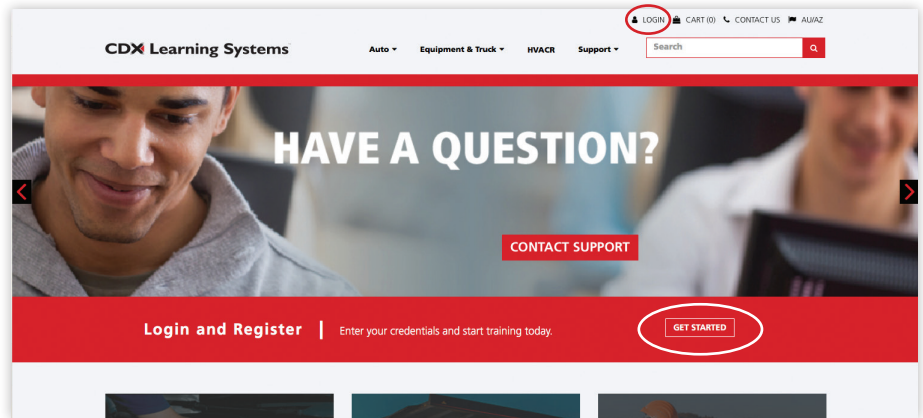 LOGIN CART (0) CONTACT US AU/AZ
CDX Learning Systems
Auto Equipment & Truck HVACR Support Search
HAVE A QUESTION?
CONTACT SUPPORT
Login and Register | Enter your credentials and start training today. GET STARTED